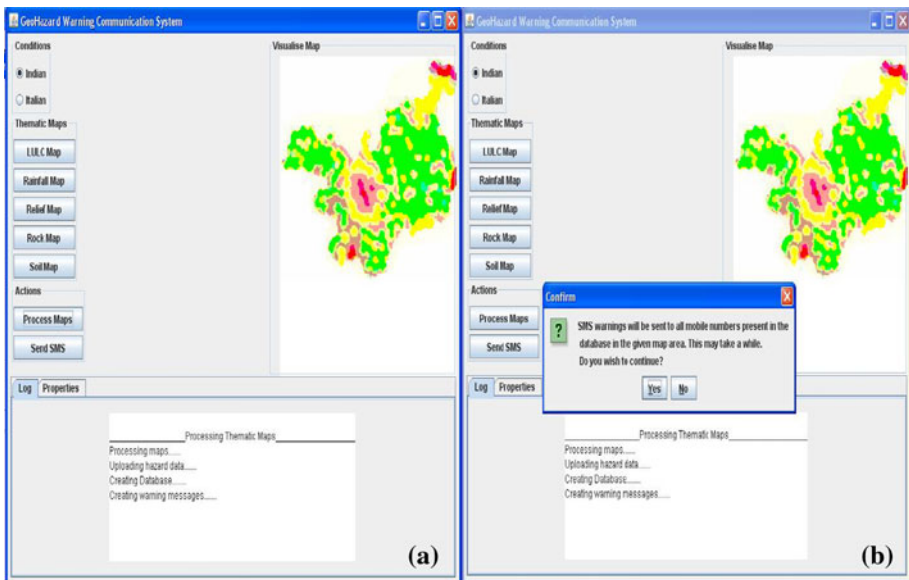 GeoHazard Warning Communication System
Conditions
Visualise Map
Indian
Italian
Thematic Maps
LULC Map
Rainfall Map
Relief Map
Rock Map
Soil Map
Actions
Process Maps
Send SMS
Log Properties
Processing Thematic Maps
Processing maps......
Uploading hazard data......
Creating Database......
Creating warning messages......
(a)
GeoHazard Warning Communication System
Conditions
Visualise Map
Indian
Italian
Thematic Maps
LULC Map
Rainfall Map
Relief Map
Rock Map
Soil Map
Actions
Process Maps
Send SMS
Confirm
?
SMS warnings will be sent to all mobile numbers present in the
database in the given map area. This may take a while.
Do you wish to continue?
Yes No
Log Properties
Processing Thematic Maps
Processing maps......
Uploading hazard data......
Creating Database......
Creating warning messages......
(b)